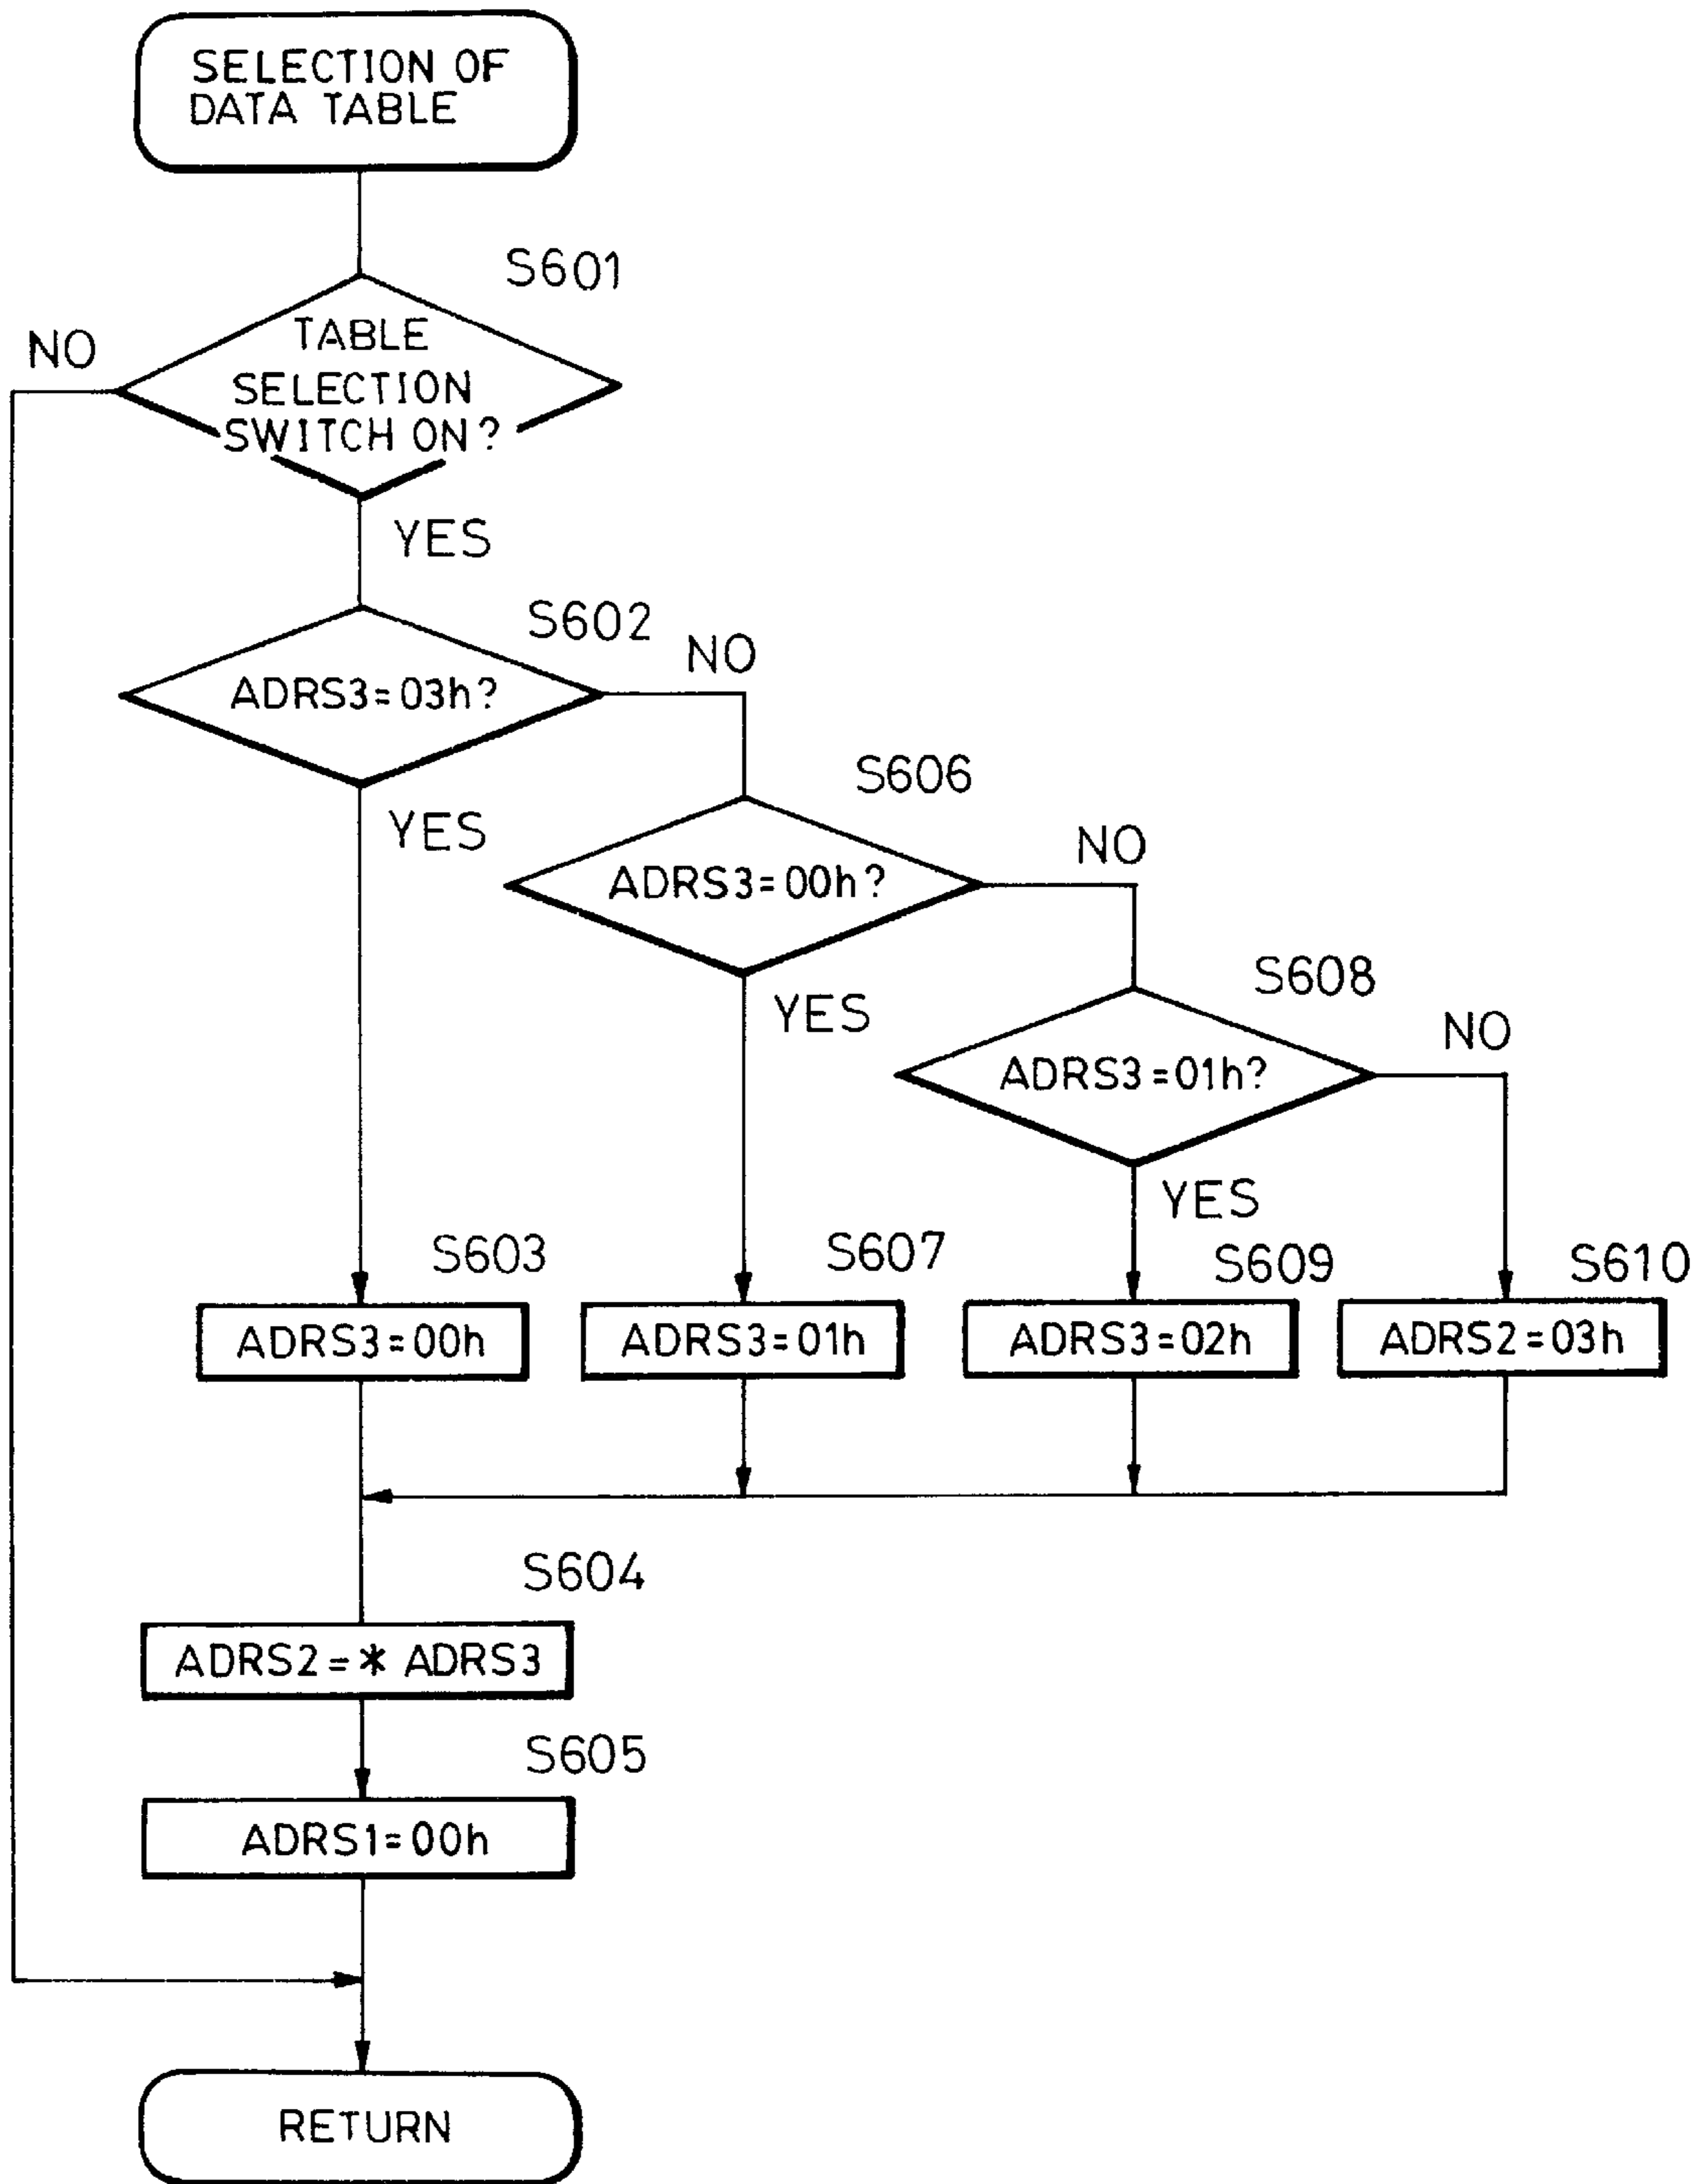 SELECTION OF
DATA TABLE
S601
NO
TABLE
SELECTION
SWITCH ON?
YES
S602
NO
ADRS3=03h?
S606
YES
NO
ADRS3=00h?
S608
YES
NO
ADRS3=01h?
YES
S603
S607
S609
S610
ADRS3=00h
ADRS3=01h
ADRS3=02h
ADRS2=03h
S604
ADRS2=* ADRS3
S605
ADRS1=00h
RETURN